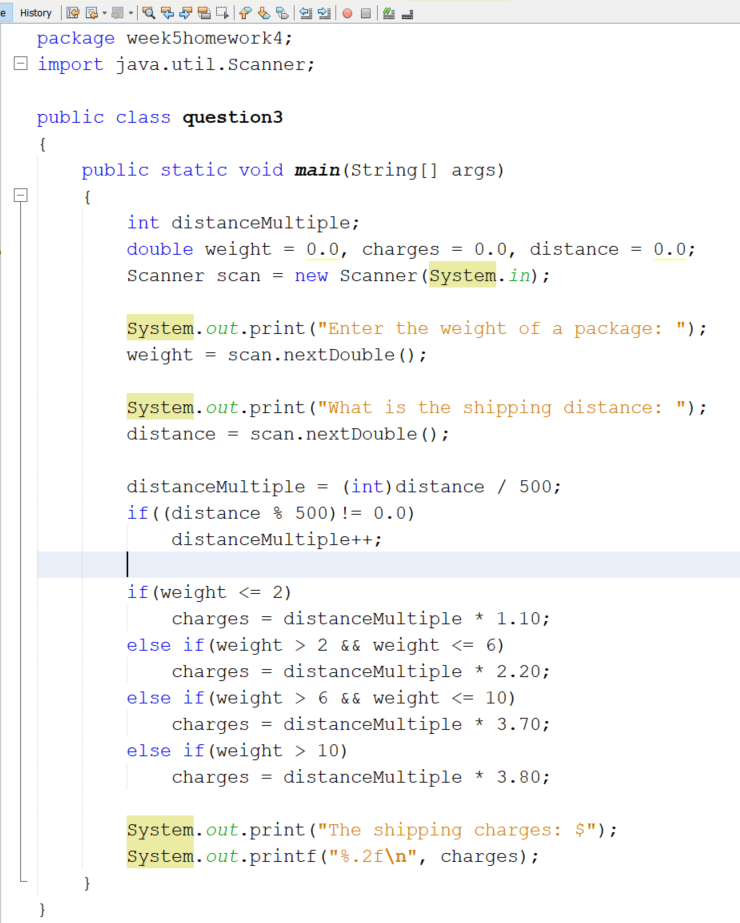 History
package week5homework4;
import java.util.Scanner;
public class question3
{
public static void main(String[] args)
{
int distanceMultiple;
double weight = 0.0, charges = 0.0, distance = 0.0;
Scanner scan = new Scanner(System.in);
System.out.print("Enter the weight of a package: ");
weight = scan.nextDouble();
System.out.print("What is the shipping distance: ");
distance = scan.nextDouble();
distanceMultiple = (int)distance / 500;
if((distance % 500)!= 0.0)
distanceMultiple++;
if(weight <= 2)
charges = distanceMultiple * 1.10;
else if(weight > 2 && weight <= 6)
charges = distanceMultiple * 2.20;
else if(weight > 6 && weight <= 10)
charges = distanceMultiple * 3.70;
else if(weight > 10)
charges = distanceMultiple * 3.80;
System.out.print("The shipping charges: $");
System.out.printf("%.2f\n", charges);
}
}